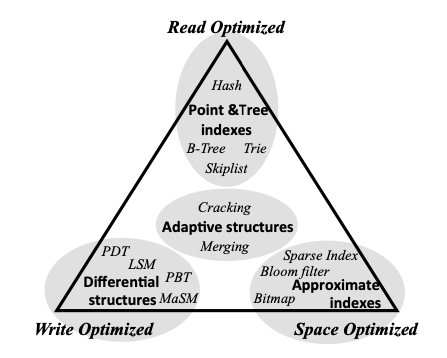 Read Optimized
Hash
Point &Tree
indexes
B-Tree Trie
Skiplist
Cracking
Adaptive structures
Merging
PDT
LSM
PBT
Differential
structures
MaSM
Sparse Index
Bloom filter
Approximate
Bitmap
indexes
Write Optimized
Space Optimized